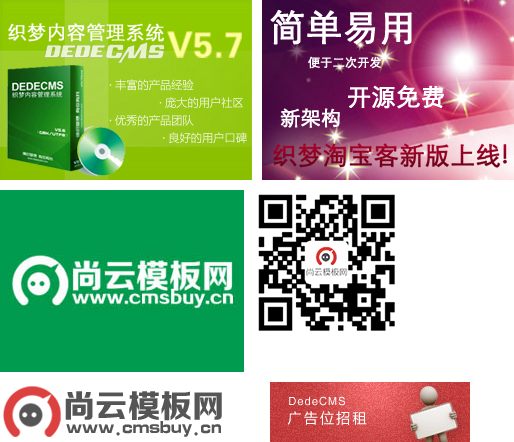 织梦内容管理系统
DEDECMS V5.7
DEDECMS
织梦内容管理系统
· 丰富的产品经验
· 庞大的用户社区
· 优秀的产品团队
· 良好的用户口碑
简单易用
便于二次开发
开源免费
新架构
织梦淘宝客新版上线!
尚云模板网
www.cmsbuy.cn
尚云模板网
尚云模板网
www.cmsbuy.cn
DedeCMS
广告位招租